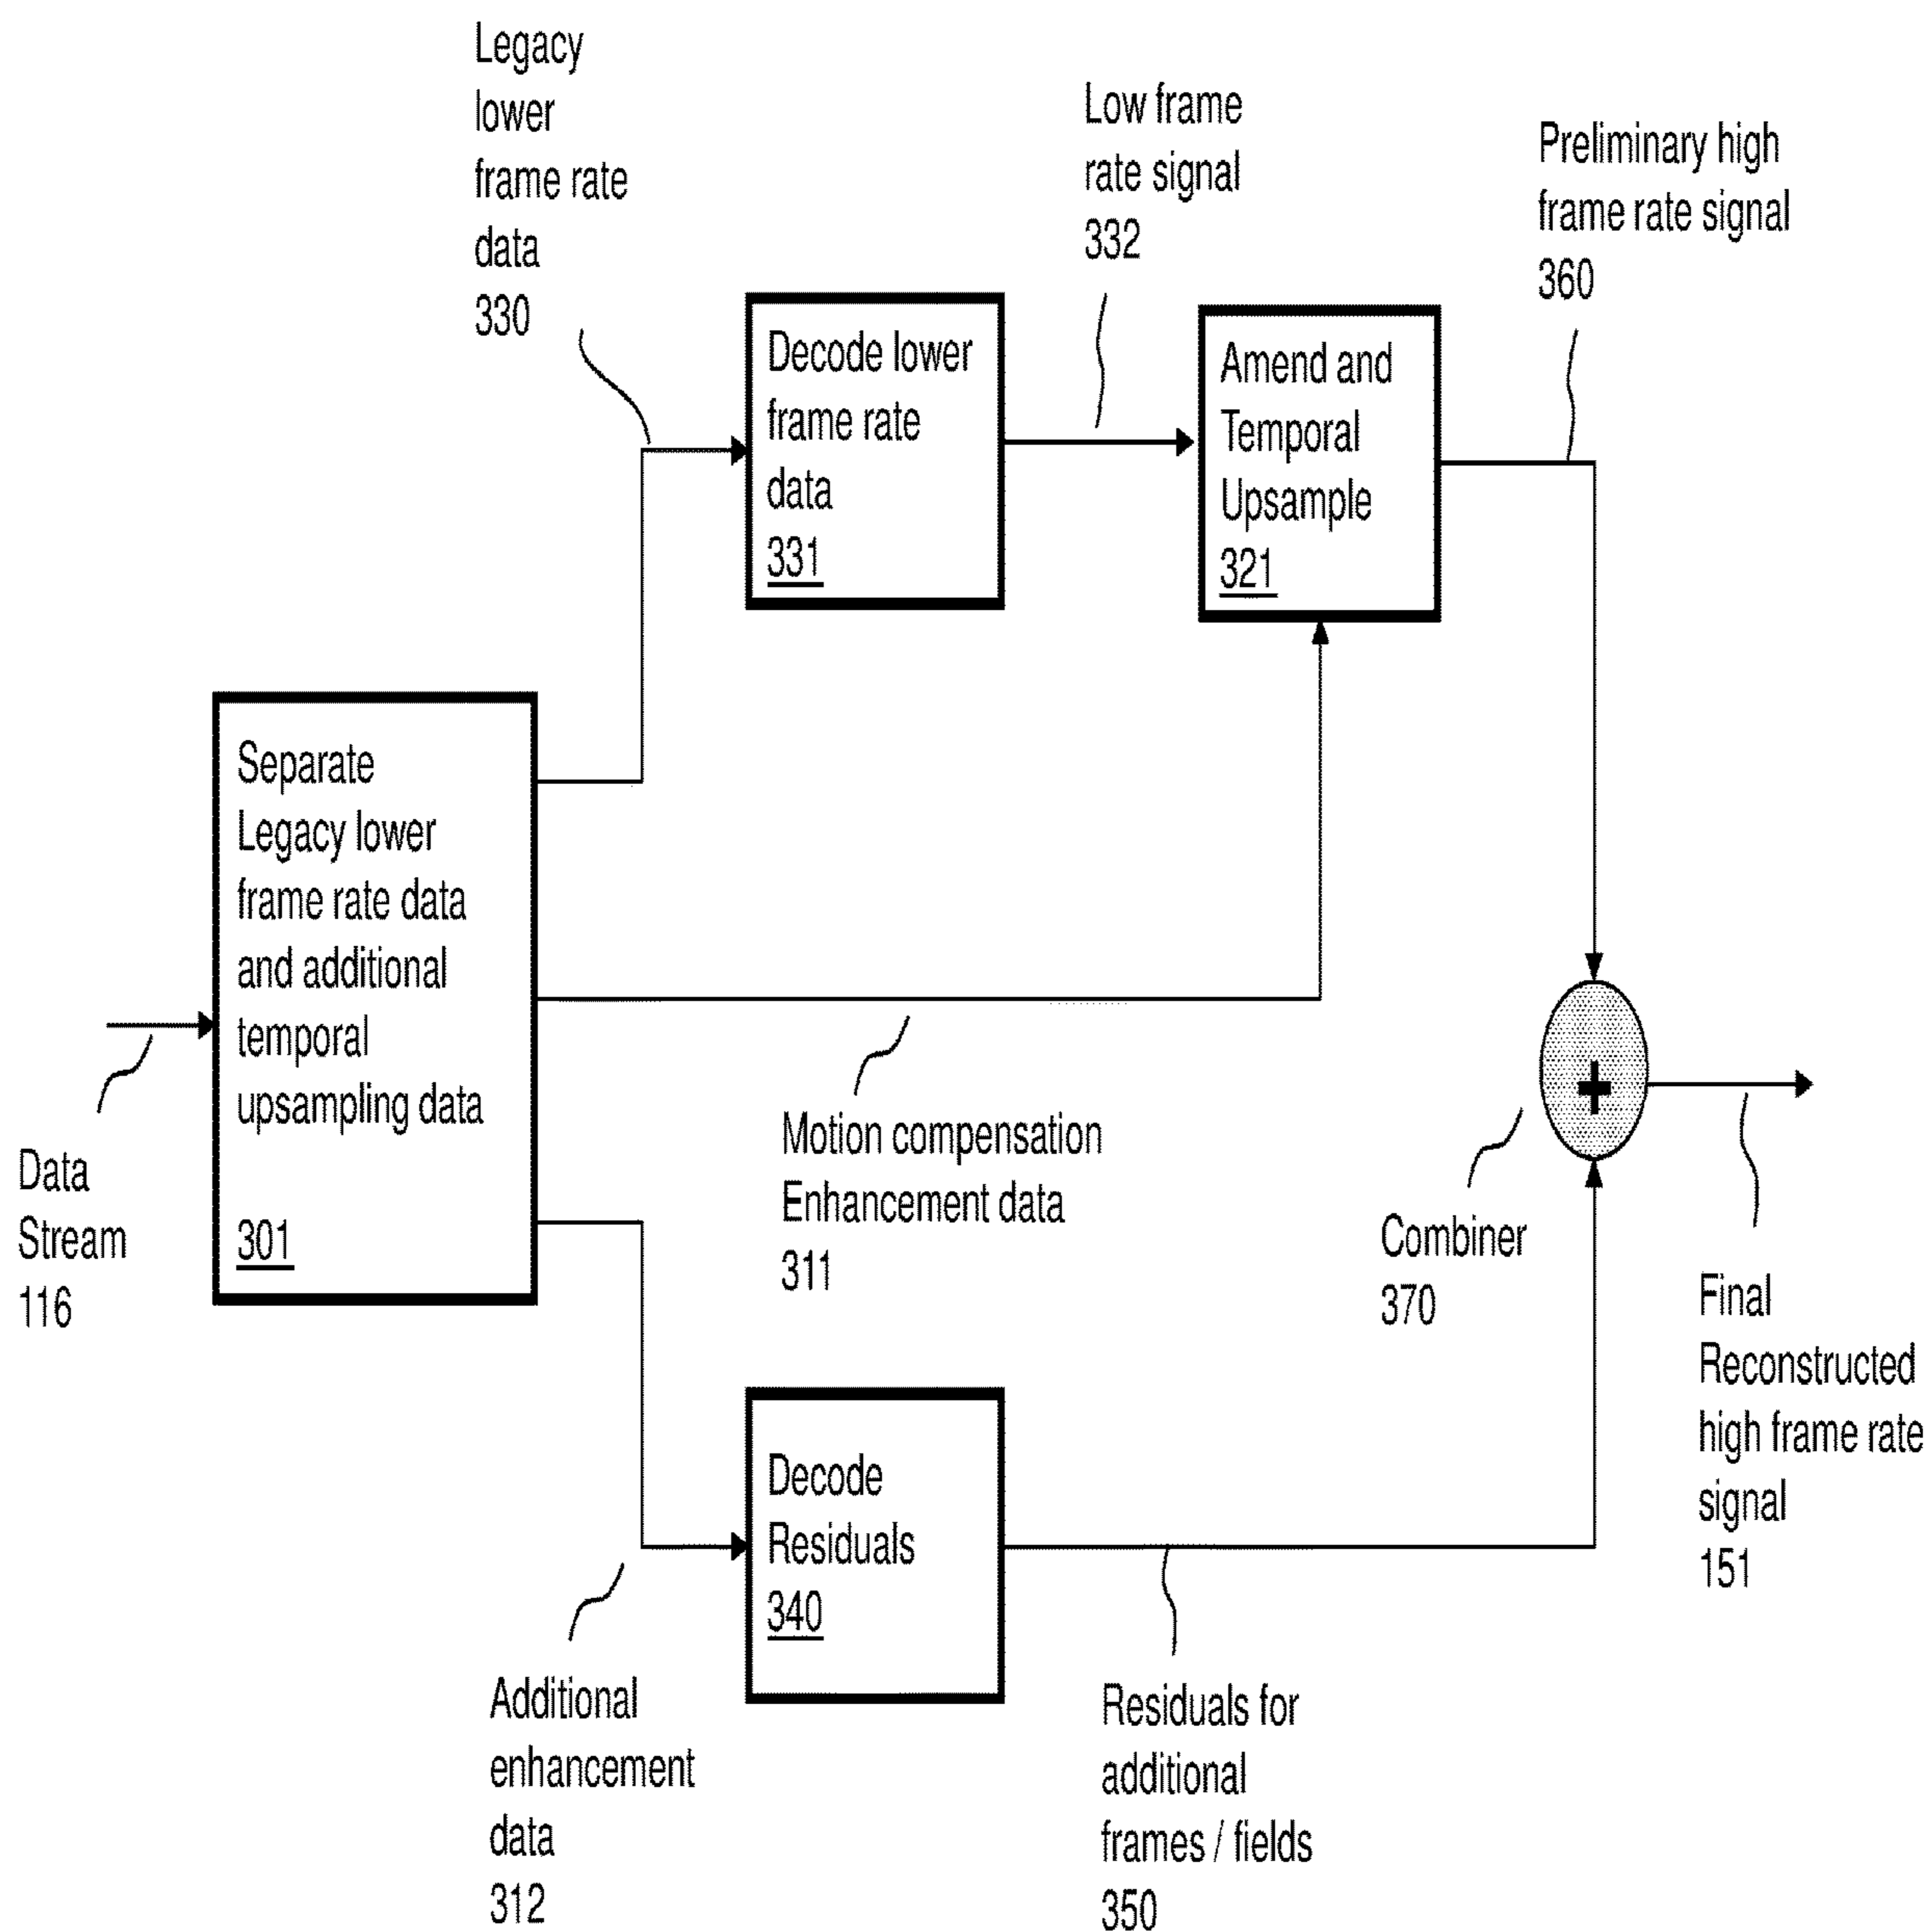 Legacy
lower
frame rate
data
330
Low frame
rate signal
332
Preliminary high
frame rate signal
360
Decode lower
frame rate
data
331
Amend and
Temporal
Upsample
321
Separate
Legacy lower
frame rate data
and additional
temporal
upsampling data
301
Data
Stream
116
Motion compensation
Enhancement data
311
+
Combiner
370
Final
Reconstructed
high frame rate
signal
151
Decode
Residuals
340
Additional
enhancement
data
312
Residuals for
additional
frames / fields
350